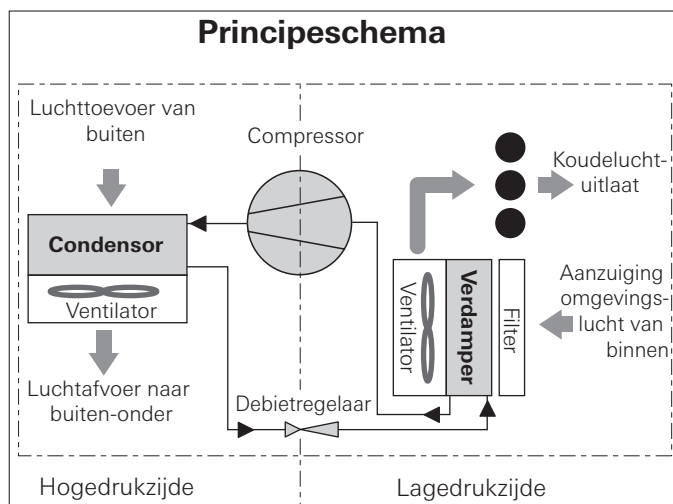 Principeschema
Luchttoevoer van
buiten
Compressor
Koudelucht-
uitlaat
Condensor
Ventilator
Luchtafvoer naar
buiten-onder
Ventilator
Verdamper
Filter
Aanzuiging
omgevings-
lucht van
binnen
Debietregelaar
Hogedrukzijde
Lagedrukzijde